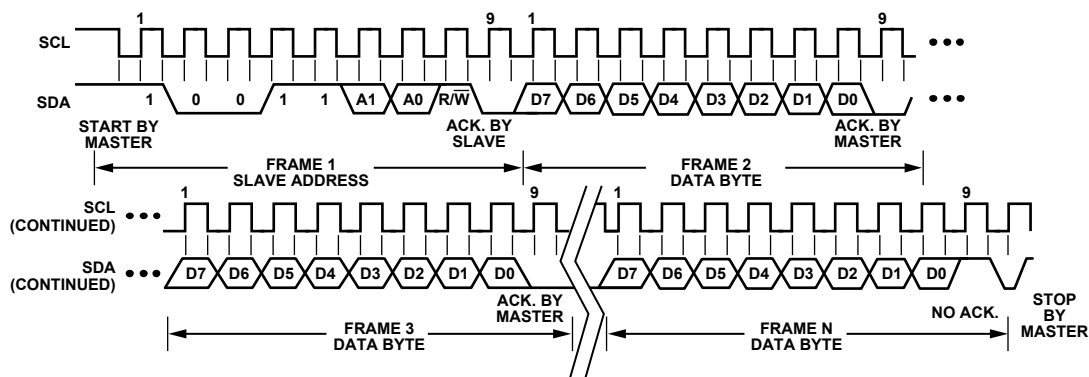 1 9 1 9
SCL
SDA
1 0 0 1 1 A1 A0 R/W̅ D7 D6 D5 D4 D3 D2 D1 D0
START BY
MASTER
ACK. BY
SLAVE
ACK. BY
MASTER
FRAME 1
SLAVE ADDRESS
FRAME 2
DATA BYTE
1 9 1 9
SCL
(CONTINUED)
SDA
(CONTINUED)
D7 D6 D5 D4 D3 D2 D1 D0 D7 D6 D5 D4 D3 D2 D1 D0
ACK. BY
MASTER
NO ACK.
STOP
BY
MASTER
FRAME 3
DATA BYTE
FRAME N
DATA BYTE